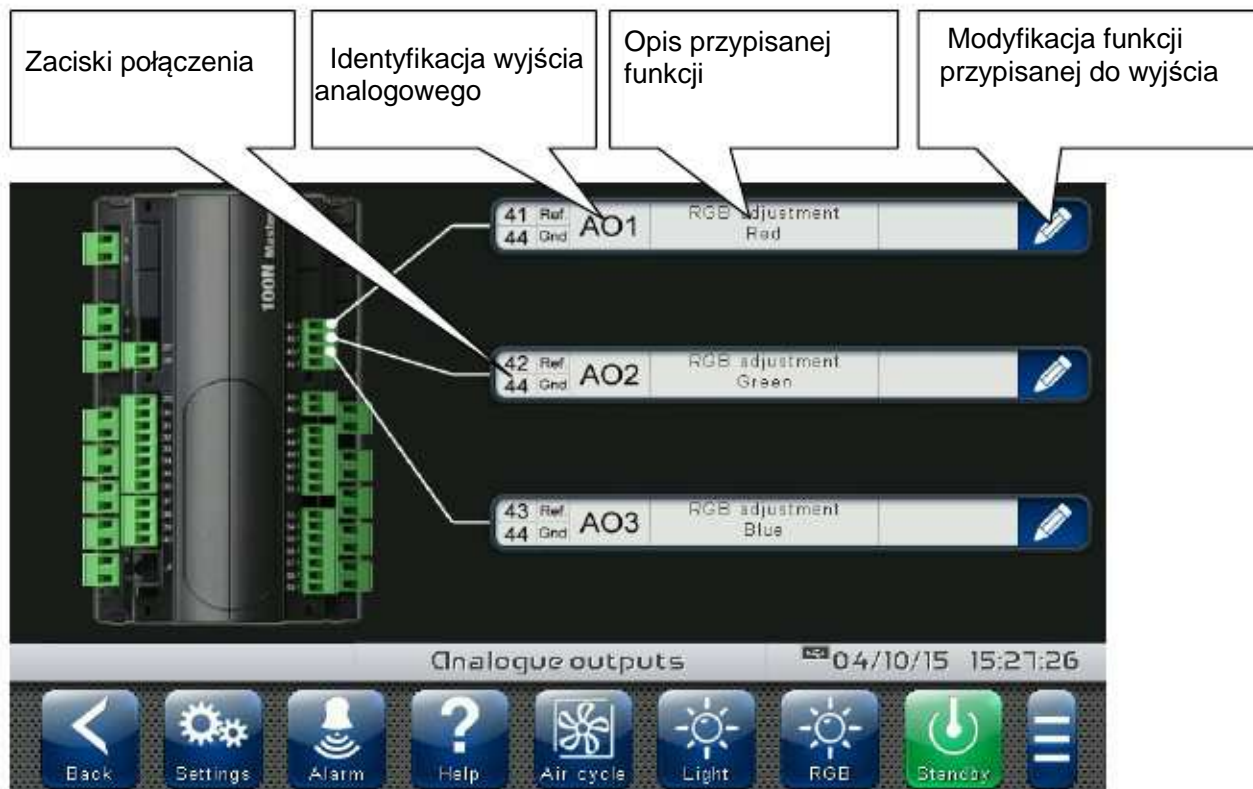 Zaciski połączenia
Identyfikacja wyjścia
analogowego
Opis przypisanej
funkcji
Modyfikacja funkcji
przypisanej do wyjścia
100N Master
41 Ref
44 Gnd
AO1
RGB adjustment
Red
42 Ref
44 Gnd
AO2
RGB adjustment
Green
43 Ref
44 Gnd
AO3
RGB adjustment
Blue
Analogue outputs
04/10/15 15:27:26
Back
Settings
Alarm
Help
Air cycle
Light
RGB
Standby